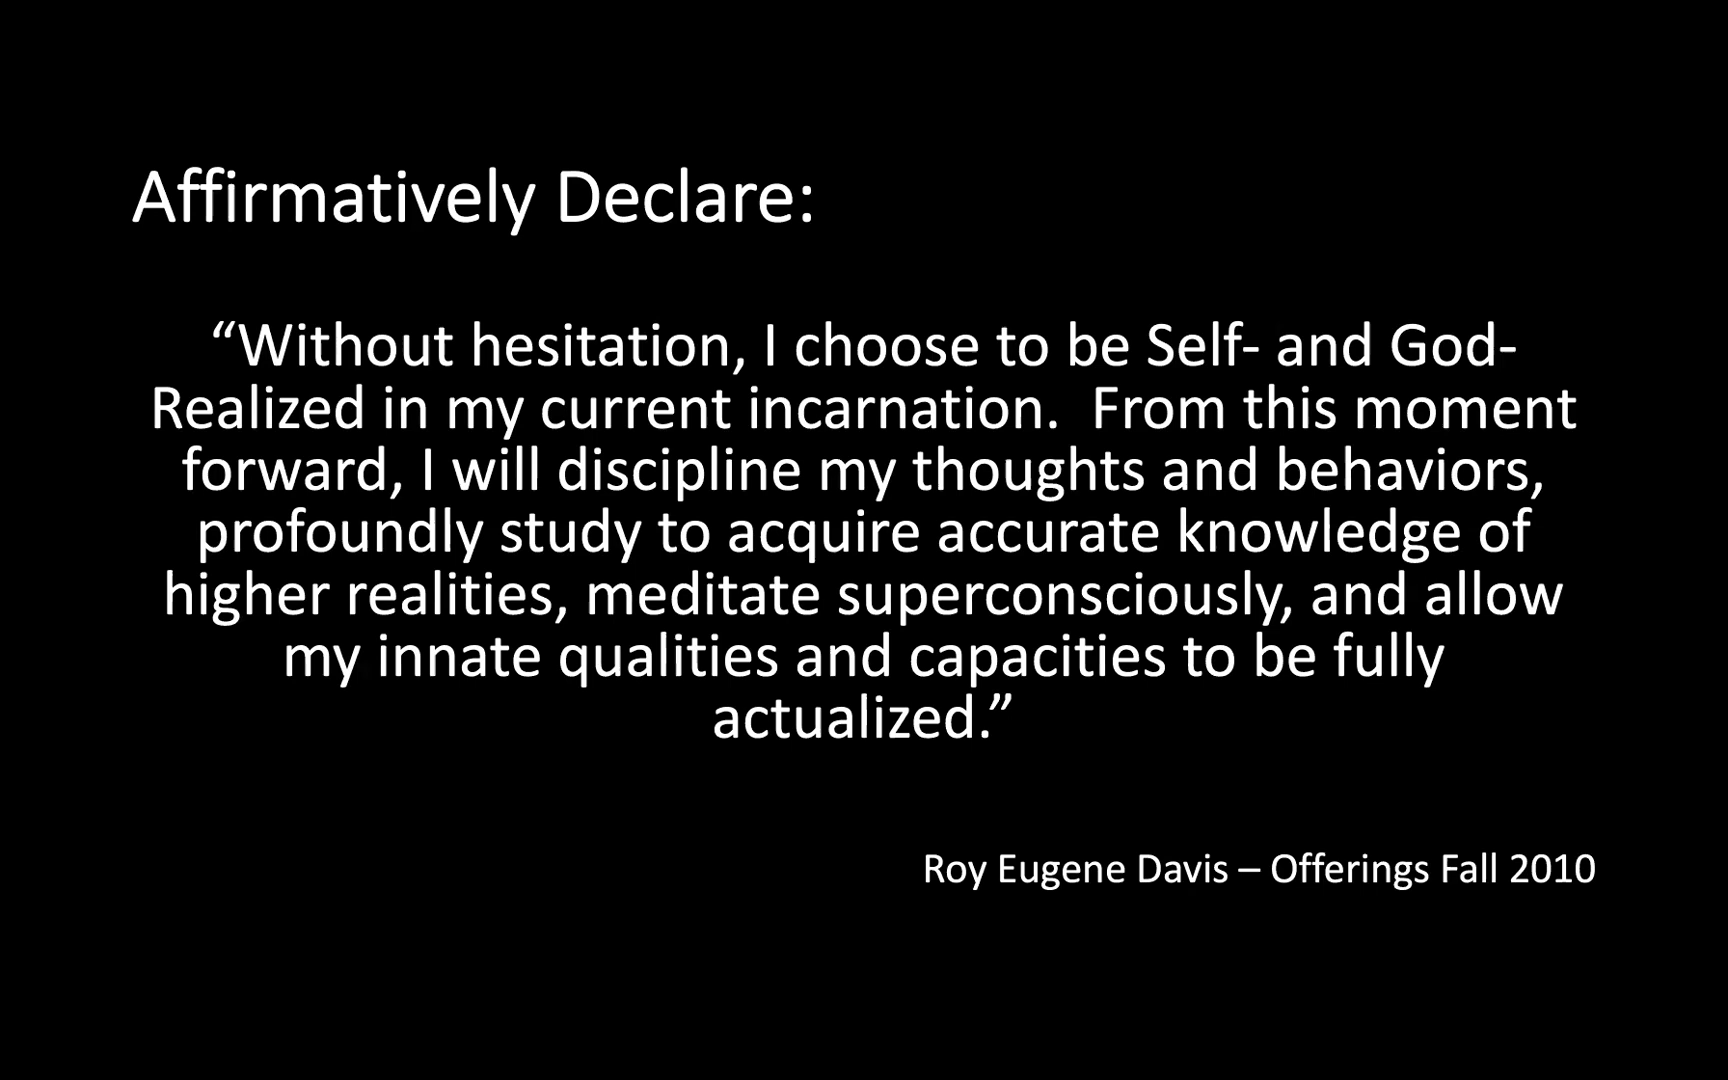 Affirmatively Declare:
“Without hesitation, I choose to be Self- and God-
Realized in my current incarnation.  From this moment
forward, I will discipline my thoughts and behaviors,
profoundly study to acquire accurate knowledge of
higher realities, meditate superconsciously, and allow
my innate qualities and capacities to be fully
actualized.”
Roy Eugene Davis – Offerings Fall 2010